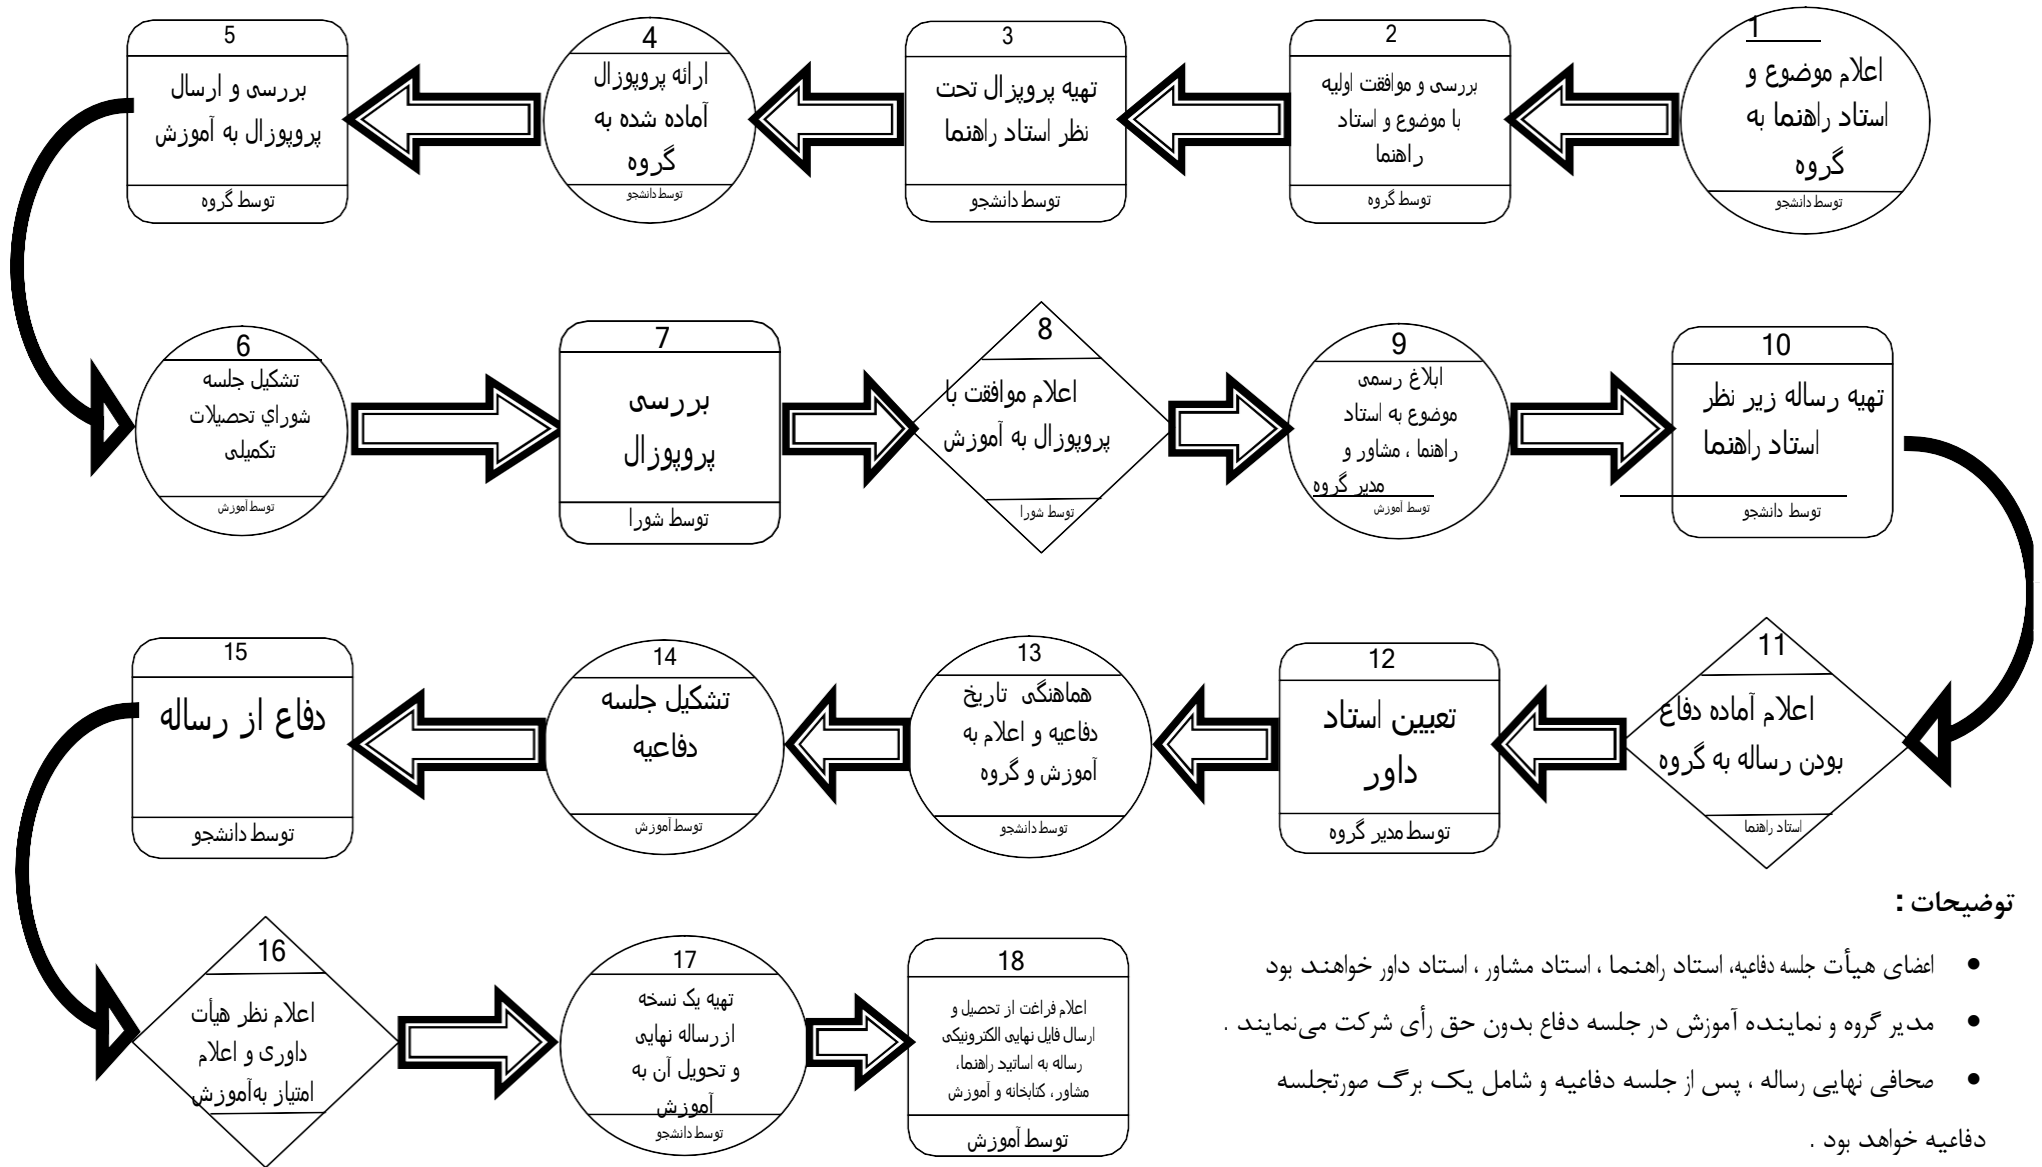 1
اعلام موضوع و
استاد راهنما به
گروه
توسط دانشجو
2
بررسی و موافقت اولیه
با موضوع و استاد
راهنما
توسط گروه
3
تهیه پروپزال تحت
نظر استاد راهنما
توسط دانشجو
4
ارائه پروپوزال
آماده شده به
گروه
توسط دانشجو
5
بررسی و ارسال
پروپوزال به آموزش
توسط گروه
6
تشکیل جلسه
شوراي تحصیلات
تکمیلی
توسط آموزش
7
بررسی
پروپوزال
توسط شورا
8
اعلام موافقت با
پروپوزال به آموزش
توسط شورا
9
ابلاغ رسمی
موضوع به استاد
راهنما ، مشاور و
مدیر گروه
توسط آموزش
10
تهیه رساله زیر نظر
استاد راهنما
توسط دانشجو
11
اعلام آماده دفاع
بودن رساله به گروه
استاد راهنما
12
تعیین استاد
داور
توسط مدیر گروه
13
هماهنگی تاریخ
دفاعیه و اعلام به
آموزش و گروه
توسط دانشجو
14
تشکیل جلسه
دفاعیه
توسط آموزش
15
دفاع از رساله
توسط دانشجو
16
اعلام نظر هیأت
داوری و اعلام
امتیاز به آموزش
17
تهیه یک نسخه
از رساله نهایی
و تحویل آن به
آموزش
توسط دانشجو
18
اعلام فراغت از تحصیل و
ارسال فایل نهایی الکترونیکی
رساله به اساتید راهنما،
مشاور ، کتابخانه و آموزش
توسط آموزش
توضیحات :
• اعضای هیأت جلسه دفاعیه، استاد راهنما ، استاد مشاور ، استاد داور خواهند بود
• مدیر گروه و نماینده آموزش در جلسه دفاع بدون حق رأی شرکت می‌نمایند .
• صحافی نهایی رساله ، پس از جلسه دفاعیه و شامل یک برگ صورتجلسه
دفاعیه خواهد بود .